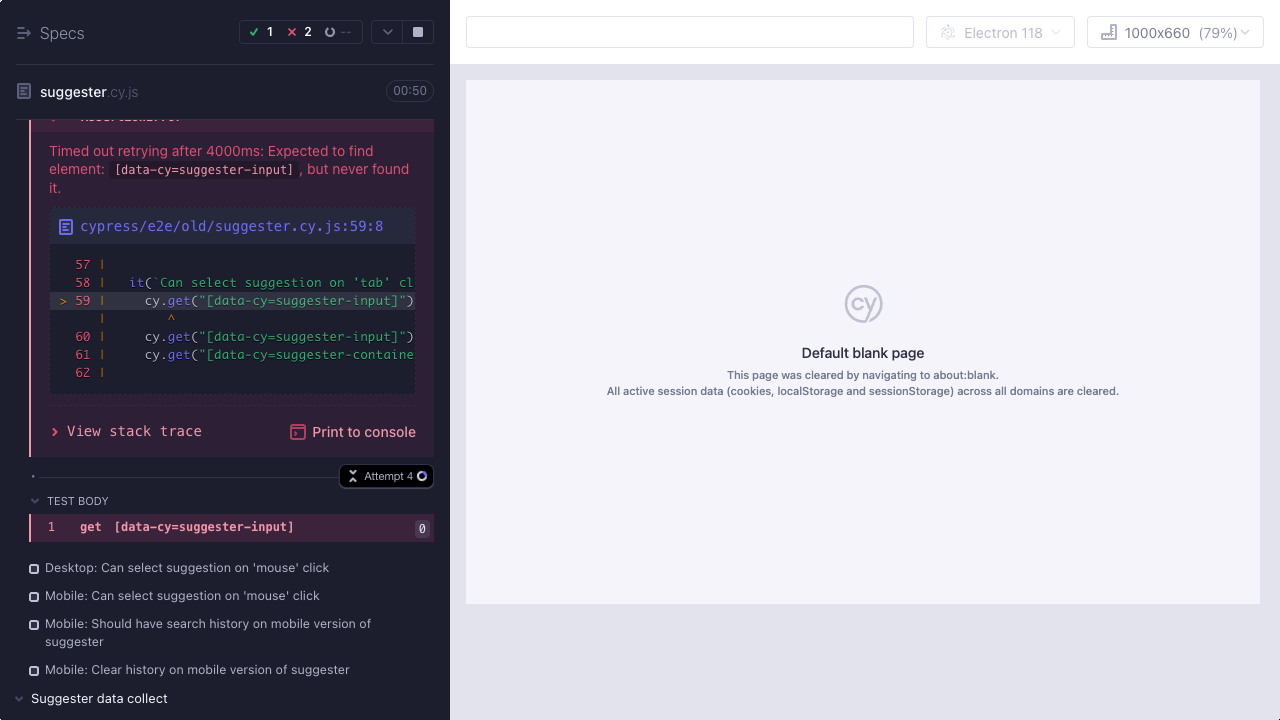 Specs
1 2 --
Electron 118
1000x660 (79%)
suggester.cy.js
00:50
AssertionError
Timed out retrying after 4000ms: Expected to find
element: [data-cy=suggester-input], but never found
it.
cypress/e2e/old/suggester.cy.js:59:8
57 |
58 | it(`Can select suggestion on 'tab' cl
> 59 | cy.get("[data-cy=suggester-input]")
| ^
60 | cy.get("[data-cy=suggester-input]")
61 | cy.get("[data-cy=suggester-containe
62 |
View stack trace
Print to console
Attempt 4
TEST BODY
1 get [data-cy=suggester-input] 0
Desktop: Can select suggestion on 'mouse' click
Mobile: Can select suggestion on 'mouse' click
Mobile: Should have search history on mobile version of
suggester
Mobile: Clear history on mobile version of suggester
Suggester data collect
cy
Default blank page
This page was cleared by navigating to about:blank.
All active session data (cookies, localStorage and sessionStorage) across all domains are cleared.